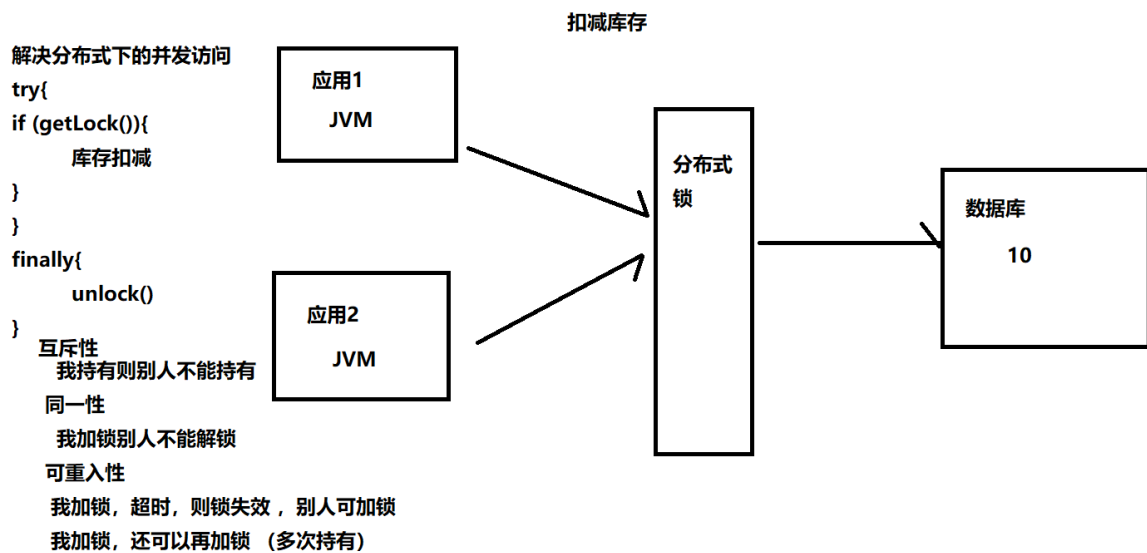 扣减库存
解决分布式下的并发访问
try{
if (getLock()){
库存扣减
}
}
finally{
unlock()
}
互斥性
我持有则别人不能持有
同一性
我加锁别人不能解锁
可重入性
我加锁，超时，则锁失效 ，别人可加锁
我加锁，还可以再加锁 （多次持有）
应用1
JVM
应用2
JVM
分布式
锁
数据库
10